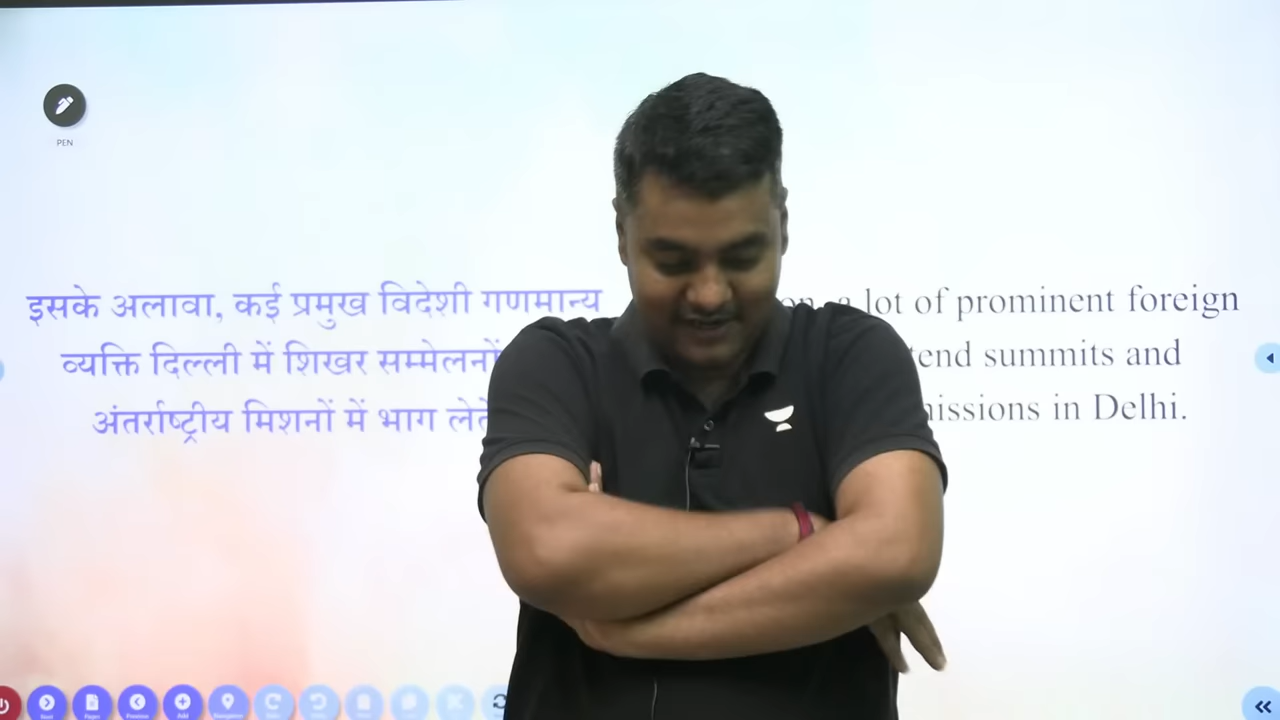 PEN
इसके अलावा, कई प्रमुख विदेशी गणमान्य
व्यक्ति दिल्ली में शिखर सम्मेलनों
अंतर्राष्ट्रीय मिशनों में भाग लेते
a lot of prominent foreign
summits and
missions in Delhi.